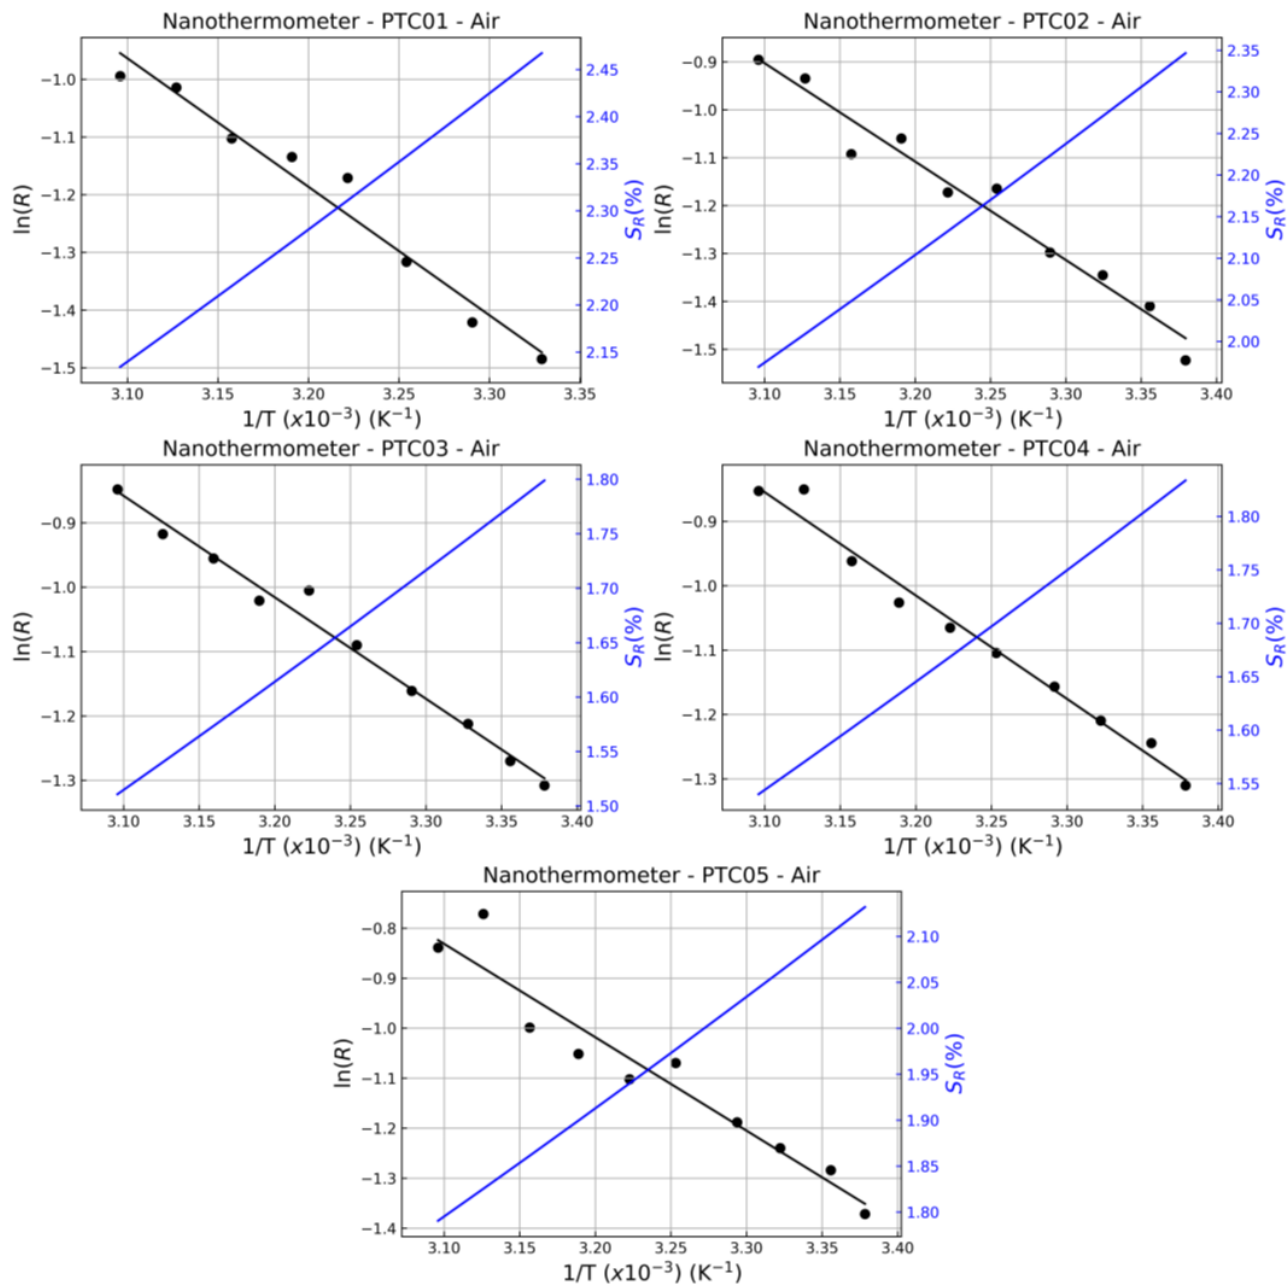 Nanothermometer - PTC01 - Air
ln(R)
−1.0
−1.1
−1.2
−1.3
−1.4
−1.5
3.10 3.15 3.20 3.25 3.30 3.35
1/T (x10⁻³) (K⁻¹)
2.45
2.40
2.35
2.30
2.25
2.20
2.15
S_R(%)
Nanothermometer - PTC02 - Air
ln(R)
−0.9
−1.0
−1.1
−1.2
−1.3
−1.4
−1.5
3.10 3.15 3.20 3.25 3.30 3.35 3.40
1/T (x10⁻³) (K⁻¹)
2.35
2.30
2.25
2.20
2.15
2.10
2.05
2.00
S_R(%)
Nanothermometer - PTC03 - Air
ln(R)
−0.9
−1.0
−1.1
−1.2
−1.3
3.10 3.15 3.20 3.25 3.30 3.35 3.40
1/T (x10⁻³) (K⁻¹)
1.80
1.75
1.70
1.65
1.60
1.55
1.50
S_R(%)
Nanothermometer - PTC04 - Air
ln(R)
−0.9
−1.0
−1.1
−1.2
−1.3
3.10 3.15 3.20 3.25 3.30 3.35 3.40
1/T (x10⁻³) (K⁻¹)
1.80
1.75
1.70
1.65
1.60
1.55
S_R(%)
Nanothermometer - PTC05 - Air
ln(R)
−0.8
−0.9
−1.0
−1.1
−1.2
−1.3
−1.4
3.10 3.15 3.20 3.25 3.30 3.35 3.40
1/T (x10⁻³) (K⁻¹)
2.10
2.05
2.00
1.95
1.90
1.85
1.80
S_R(%)